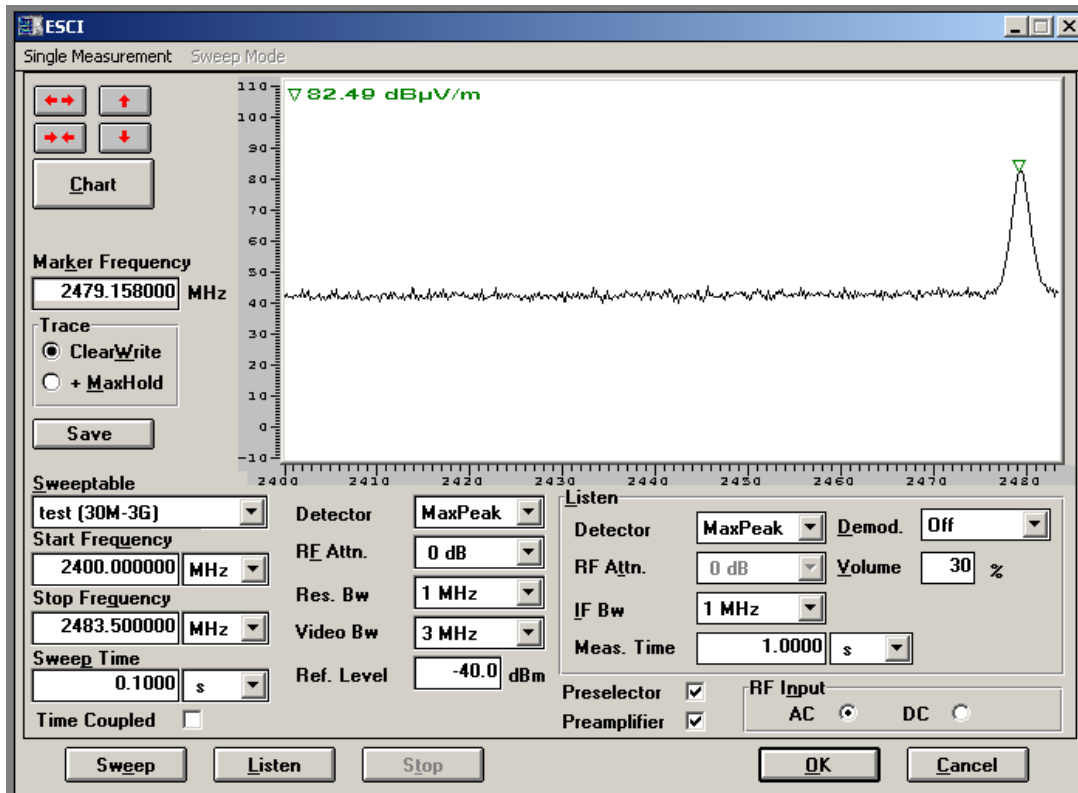 ESCI
Single Measurement Sweep Mode
110
▽82.49 dBµV/m
100
90
80
70
60
50
40
30
20
10
0
-10
2400 2410 2420 2430 2440 2450 2460 2470 2480
Chart
Marker Frequency
2479.158000 MHz
Trace
ClearWrite
+ MaxHold
Save
Sweeptable
test (30M-3G)
Start Frequency
2400.000000 MHz
Stop Frequency
2483.500000 MHz
Sweep Time
0.1000 s
Time Coupled
Detector MaxPeak
RF Attn. 0 dB
Res. Bw 1 MHz
Video Bw 3 MHz
Ref. Level -40.0 dBm
Listen
Detector MaxPeak Demod. Off
RF Attn. 0 dB Volume 30 %
IF Bw 1 MHz
Meas. Time 1.0000 s
Preselector
Preamplifier
RF Input
AC DC
Sweep Listen Stop OK Cancel